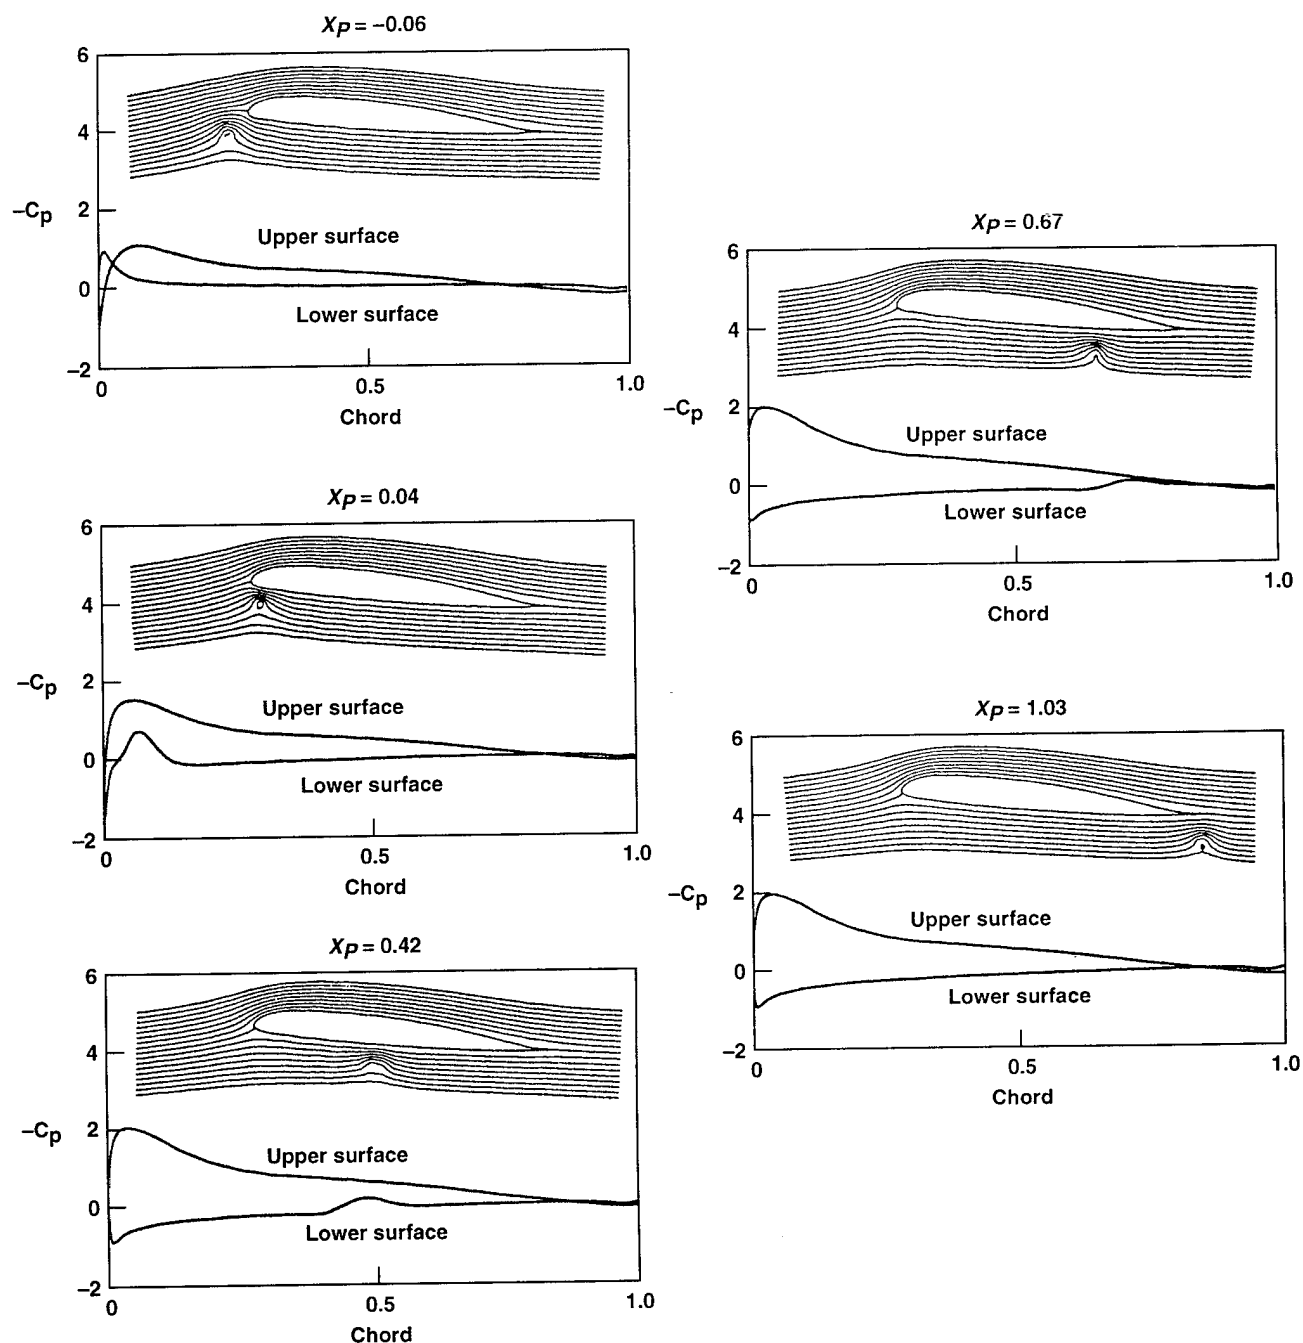 XP = –0.06
6
4
2
–Cp
Upper surface
0
Lower surface
–2
0
0.5
1.0
Chord
XP = 0.04
6
4
2
–Cp
Upper surface
0
Lower surface
–2
0
0.5
1.0
Chord
XP = 0.42
6
4
2
–Cp
Upper surface
0
Lower surface
–2
0
0.5
1.0
Chord
XP = 0.67
6
4
2
–Cp
Upper surface
0
Lower surface
–2
0
0.5
1.0
Chord
XP = 1.03
6
4
2
–Cp
Upper surface
0
Lower surface
–2
0
0.5
1.0
Chord